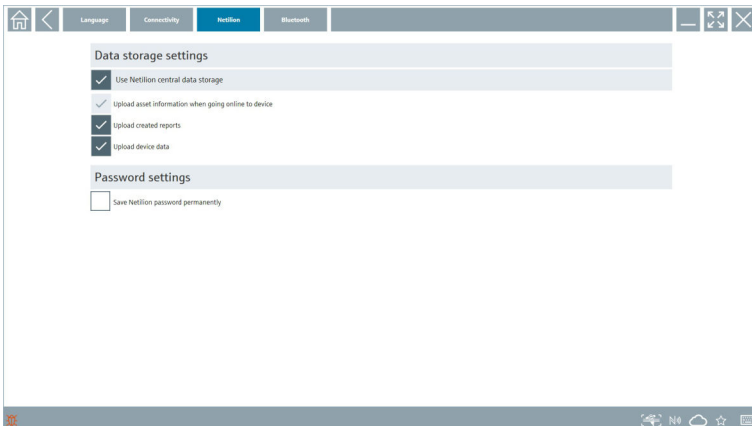 Language
Connectivity
Netilion
Bluetooth
Data storage settings
Use Netilion central data storage
Upload asset information when going online to device
Upload created reports
Upload device data
Password settings
Save Netilion password permanently